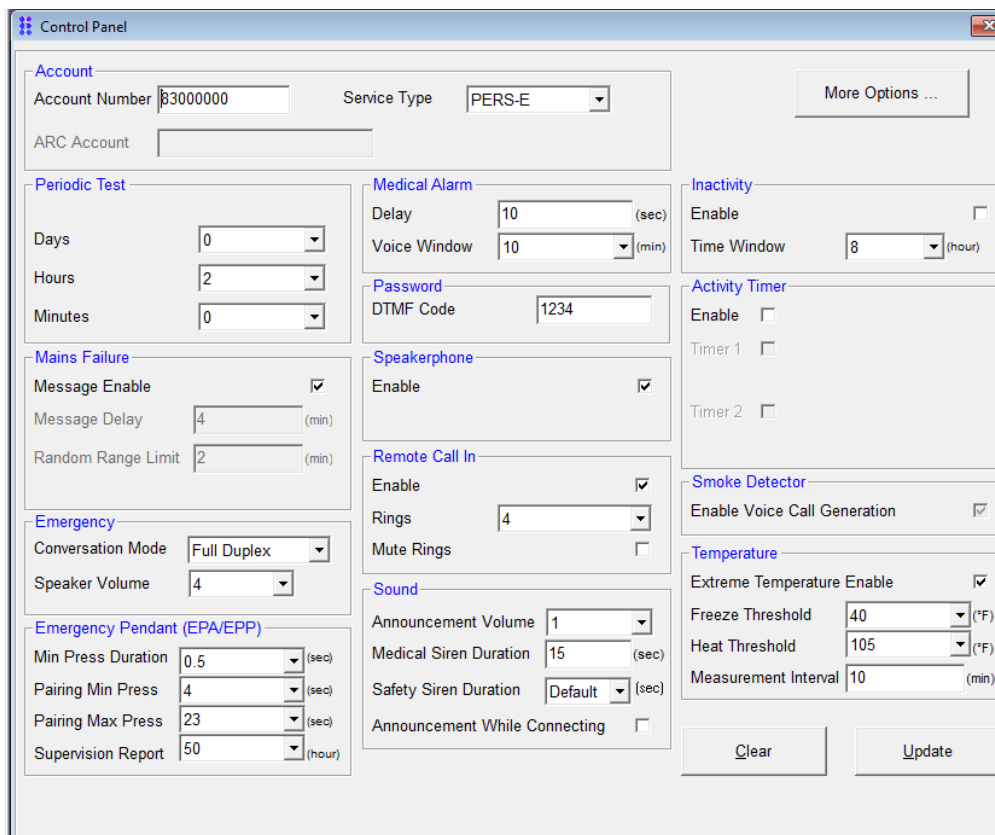 Control Panel
Account
Account Number 83000000 Service Type PERS-E
More Options ...
ARC Account
Periodic Test
Days 0
Hours 2
Minutes 0
Mains Failure
Message Enable
Message Delay 4 (min)
Random Range Limit 2 (min)
Emergency
Conversation Mode Full Duplex
Speaker Volume 4
Emergency Pendant (EPA/EPP)
Min Press Duration 0.5 (sec)
Pairing Min Press 4 (sec)
Pairing Max Press 23 (sec)
Supervision Report 50 (hour)
Medical Alarm
Delay 10 (sec)
Voice Window 10 (min)
Password
DTMF Code 1234
Speakerphone
Enable
Remote Call In
Enable
Rings 4
Mute Rings
Sound
Announcement Volume 1
Medical Siren Duration 15 (sec)
Safety Siren Duration Default (sec)
Announcement While Connecting
Inactivity
Enable
Time Window 8 (hour)
Activity Timer
Enable
Timer 1
Timer 2
Smoke Detector
Enable Voice Call Generation
Temperature
Extreme Temperature Enable
Freeze Threshold 40 (°F)
Heat Threshold 105 (°F)
Measurement Interval 10 (min)
Clear Update